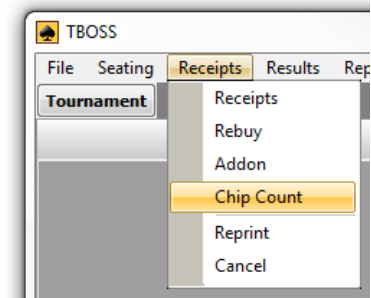 TBOSS
File Seating Receipts Results
Tournament
Receipts
Rebuy
Addon
Chip Count
Reprint
Cancel